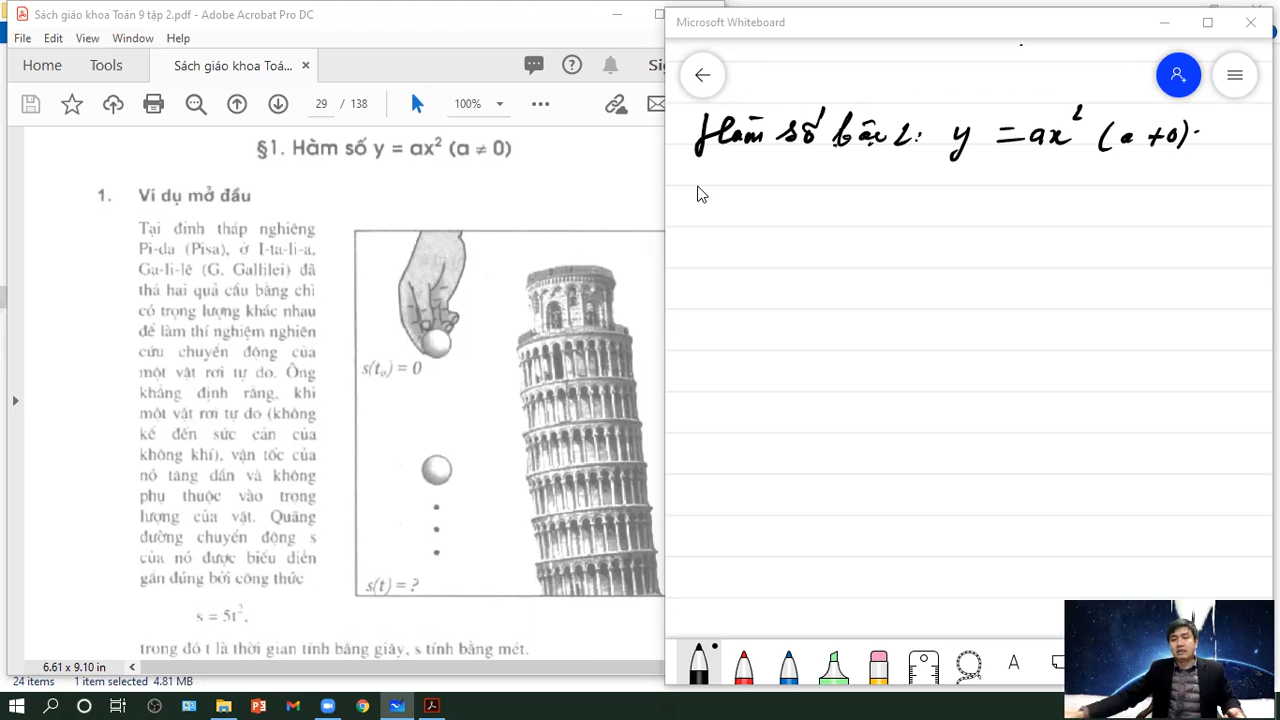 Sách giáo khoa Toán 9 tập 2.pdf - Adobe Acrobat Pro DC
File Edit View Window Help
Home Tools Sách giáo khoa Toá... × Si
29 / 138 100%
§1. Hàm số y = ax² (a ≠ 0)
1. Ví dụ mở đầu
Tại đỉnh tháp nghiêng
Pi-da (Pisa), ở I-ta-li-a,
Ga-li-lê (G. Gallilei) đã
thả hai quả cầu bằng chì
có trọng lượng khác nhau
để làm thí nghiệm nghiên
cứu chuyển động của
một vật rơi tự do. Ông
khẳng định rằng, khi
một vật rơi tự do (không
kể đến sức cản của
không khí), vận tốc của
nó tăng dần và không
phụ thuộc vào trọng
lượng của vật. Quãng
đường chuyển động s
của nó được biểu diễn
gần đúng bởi công thức
s = 5t²,
trong đó t là thời gian tính bằng giây, s tính bằng mét.
s(t₀) = 0
s(t) = ?
6.61 x 9.10 in
24 items 1 item selected 4.81 MB
Microsoft Whiteboard
Hàm số bậc 2: y = ax² (a ≠ 0).
A